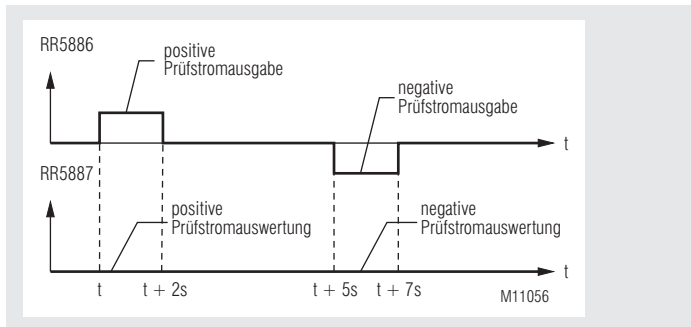 RR5886
positive
Prüfstromausgabe
negative
Prüfstromausgabe
t
RR5887
positive
Prüfstromauswertung
negative
Prüfstromauswertung
t
t
t + 2s
t + 5s
t + 7s
M11056